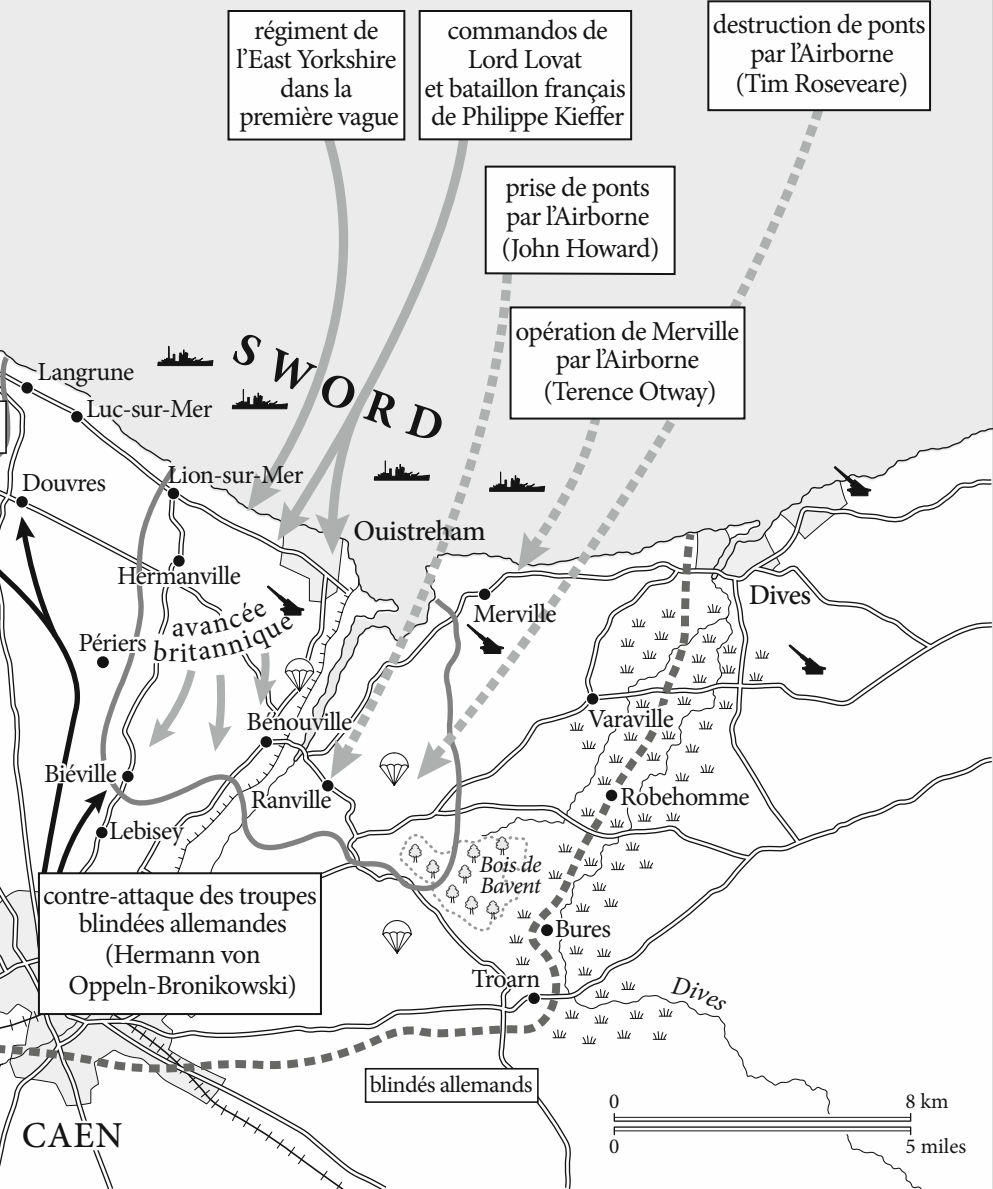 régiment de
l'East Yorkshire
dans la
première vague
commandos de
Lord Lovat
et bataillon français
de Philippe Kieffer
destruction de ponts
par l'Airborne
(Tim Roseveare)
prise de ponts
par l'Airborne
(John Howard)
opération de Merville
par l'Airborne
(Terence Otway)
SWORD
Langrune
Luc-sur-Mer
Lion-sur-Mer
Douvres
Ouistreham
Hermanville
Merville
Dives
avancée
britannique
Périers
Bénouville
Varaville
Biéville
Ranville
Robehomme
Lebisey
Bois de
Bavent
contre-attaque des troupes
blindées allemandes
(Hermann von
Oppeln-Bronikowski)
Bures
Troarn
Dives
blindés allemands
0 8 km
0 5 miles
CAEN